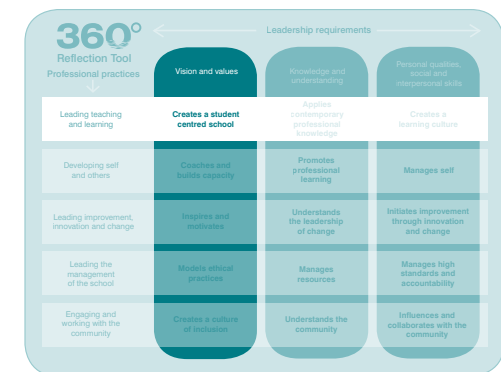 360°
Reflection Tool
Professional practices
Leadership requirements
Vision and values
Knowledge and
understanding
Personal qualities,
social and
interpersonal skills
Leading teaching
and learning
Creates a student
centred school
Applies
contemporary
professional
knowledge
Creates a
learning culture
Developing self
and others
Coaches and
builds capacity
Promotes
professional
learning
Manages self
Leading improvement,
innovation and change
Inspires and
motivates
Understands
the leadership
of change
Initiates improvement
through innovation
and change
Leading the
management
of the school
Models ethical
practices
Manages
resources
Manages high
standards and
accountability
Engaging and
working with the
community
Creates a culture
of inclusion
Understands the
community
Influences and
collaborates with the
community